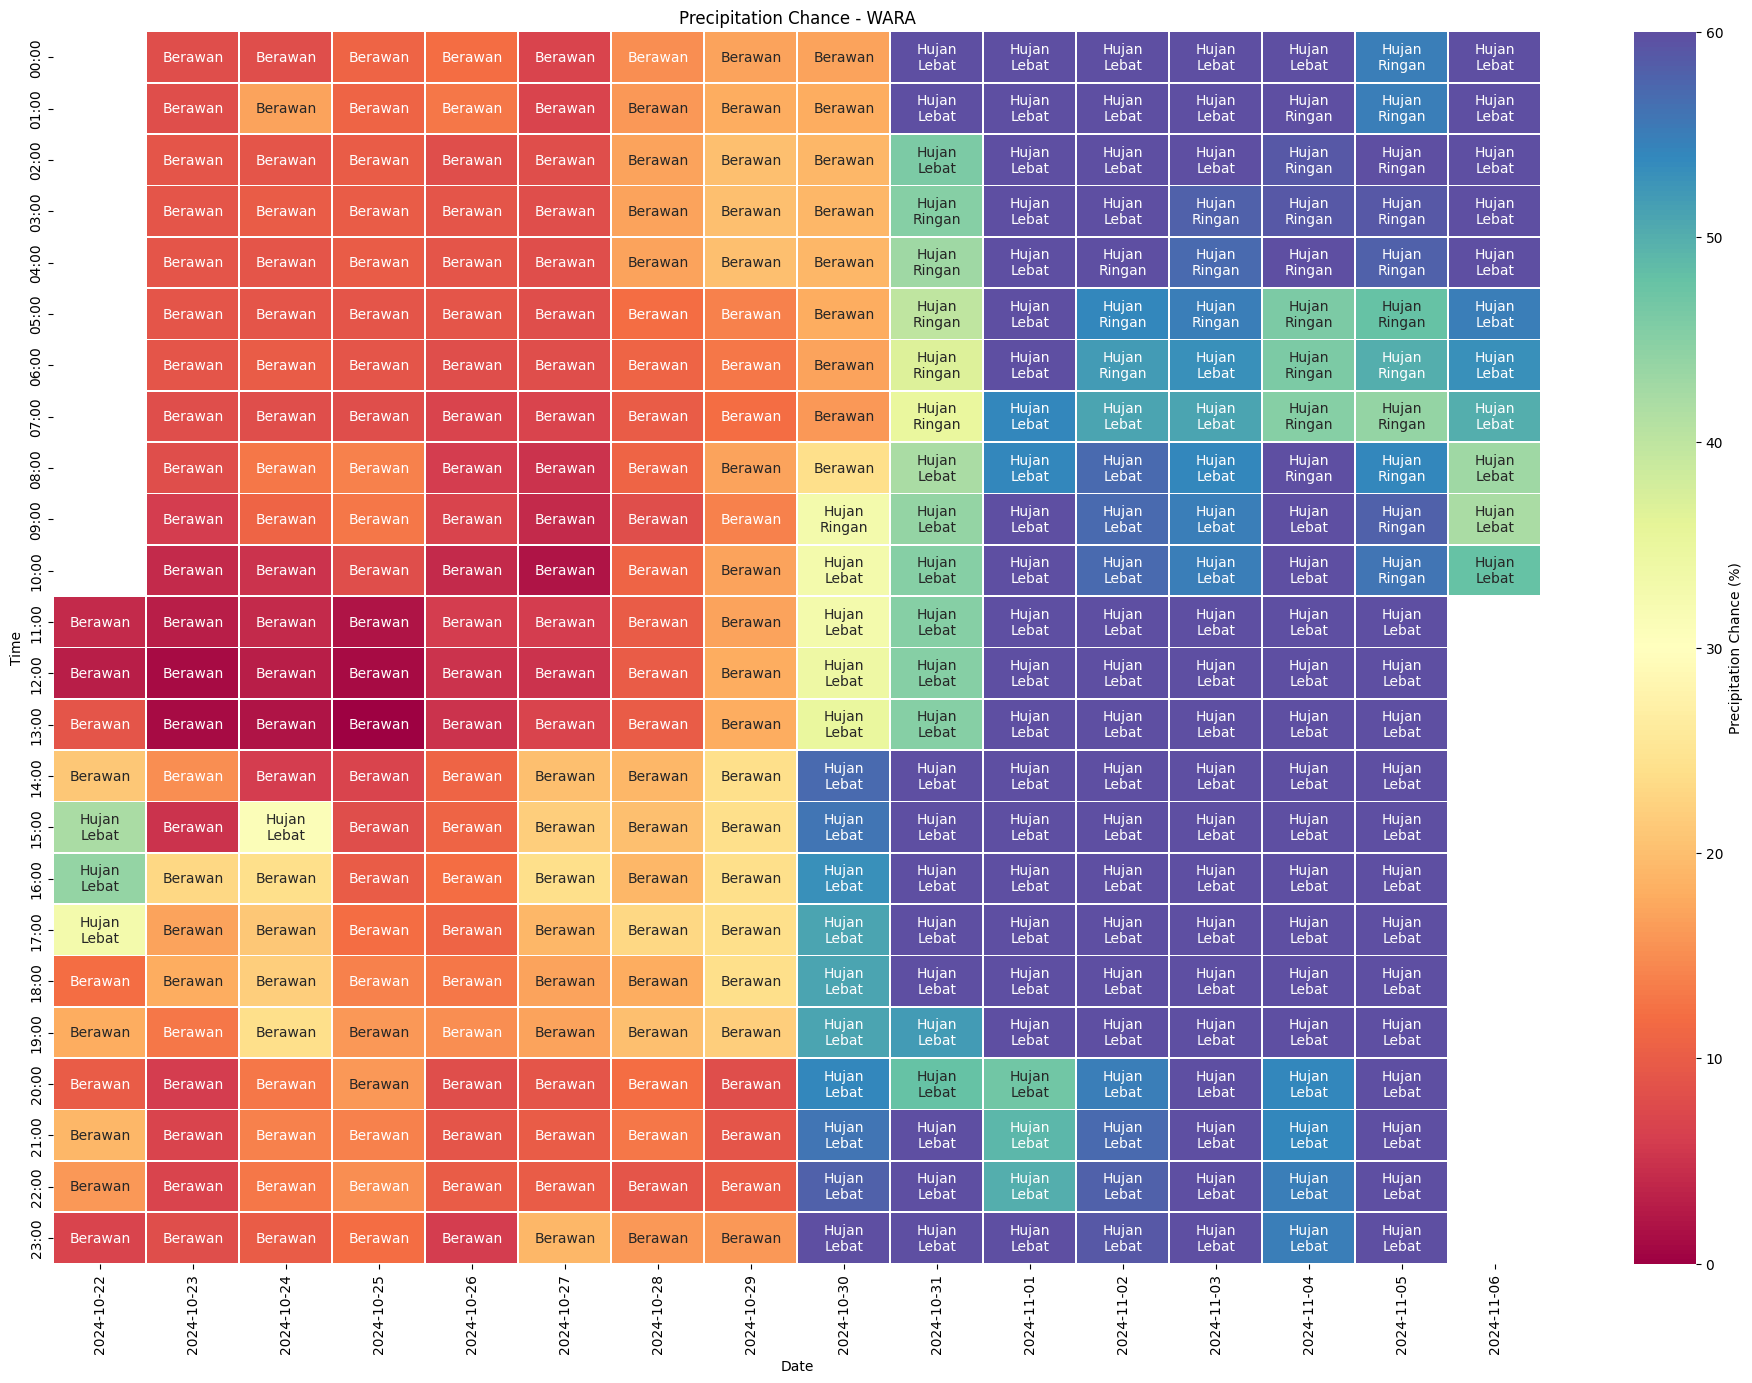 Precipitation Chance - WARA
00:00 Berawan Berawan Berawan Berawan Berawan Berawan Berawan Berawan Hujan Lebat Hujan Lebat Hujan Lebat Hujan Lebat Hujan Lebat Hujan Ringan Hujan Lebat
01:00 Berawan Berawan Berawan Berawan Berawan Berawan Berawan Berawan Hujan Lebat Hujan Lebat Hujan Lebat Hujan Lebat Hujan Ringan Hujan Ringan Hujan Lebat
02:00 Berawan Berawan Berawan Berawan Berawan Berawan Berawan Berawan Hujan Lebat Hujan Lebat Hujan Lebat Hujan Lebat Hujan Ringan Hujan Ringan Hujan Lebat
03:00 Berawan Berawan Berawan Berawan Berawan Berawan Berawan Berawan Hujan Ringan Hujan Lebat Hujan Lebat Hujan Ringan Hujan Ringan Hujan Ringan Hujan Lebat
04:00 Berawan Berawan Berawan Berawan Berawan Berawan Berawan Berawan Hujan Ringan Hujan Lebat Hujan Ringan Hujan Ringan Hujan Ringan Hujan Ringan Hujan Lebat
05:00 Berawan Berawan Berawan Berawan Berawan Berawan Berawan Berawan Hujan Ringan Hujan Lebat Hujan Ringan Hujan Ringan Hujan Ringan Hujan Ringan Hujan Lebat
06:00 Berawan Berawan Berawan Berawan Berawan Berawan Berawan Berawan Hujan Ringan Hujan Lebat Hujan Ringan Hujan Lebat Hujan Ringan Hujan Ringan Hujan Lebat
07:00 Berawan Berawan Berawan Berawan Berawan Berawan Berawan Berawan Hujan Ringan Hujan Lebat Hujan Lebat Hujan Lebat Hujan Ringan Hujan Ringan Hujan Lebat
08:00 Berawan Berawan Berawan Berawan Berawan Berawan Berawan Berawan Hujan Lebat Hujan Lebat Hujan Lebat Hujan Lebat Hujan Ringan Hujan Ringan Hujan Lebat
09:00 Berawan Berawan Berawan Berawan Berawan Berawan Berawan Hujan Ringan Hujan Lebat Hujan Lebat Hujan Lebat Hujan Lebat Hujan Lebat Hujan Ringan Hujan Lebat
10:00 Berawan Berawan Berawan Berawan Berawan Berawan Berawan Hujan Lebat Hujan Lebat Hujan Lebat Hujan Lebat Hujan Lebat Hujan Lebat Hujan Ringan Hujan Lebat
11:00 Berawan Berawan Berawan Berawan Berawan Berawan Berawan Berawan Hujan Lebat Hujan Lebat Hujan Lebat Hujan Lebat Hujan Lebat Hujan Lebat Hujan Lebat
12:00 Berawan Berawan Berawan Berawan Berawan Berawan Berawan Berawan Hujan Lebat Hujan Lebat Hujan Lebat Hujan Lebat Hujan Lebat Hujan Lebat Hujan Lebat
13:00 Berawan Berawan Berawan Berawan Berawan Berawan Berawan Berawan Hujan Lebat Hujan Lebat Hujan Lebat Hujan Lebat Hujan Lebat Hujan Lebat Hujan Lebat
14:00 Berawan Berawan Berawan Berawan Berawan Berawan Berawan Berawan Hujan Lebat Hujan Lebat Hujan Lebat Hujan Lebat Hujan Lebat Hujan Lebat Hujan Lebat
15:00 Hujan Lebat Berawan Hujan Lebat Berawan Berawan Berawan Berawan Berawan Hujan Lebat Hujan Lebat Hujan Lebat Hujan Lebat Hujan Lebat Hujan Lebat Hujan Lebat
16:00 Hujan Lebat Berawan Berawan Berawan Berawan Berawan Berawan Berawan Hujan Lebat Hujan Lebat Hujan Lebat Hujan Lebat Hujan Lebat Hujan Lebat Hujan Lebat
17:00 Hujan Lebat Berawan Berawan Berawan Berawan Berawan Berawan Berawan Hujan Lebat Hujan Lebat Hujan Lebat Hujan Lebat Hujan Lebat Hujan Lebat Hujan Lebat
18:00 Berawan Berawan Berawan Berawan Berawan Berawan Berawan Berawan Hujan Lebat Hujan Lebat Hujan Lebat Hujan Lebat Hujan Lebat Hujan Lebat Hujan Lebat
19:00 Berawan Berawan Berawan Berawan Berawan Berawan Berawan Berawan Hujan Lebat Hujan Lebat Hujan Lebat Hujan Lebat Hujan Lebat Hujan Lebat Hujan Lebat
20:00 Berawan Berawan Berawan Berawan Berawan Berawan Berawan Berawan Hujan Lebat Hujan Lebat Hujan Lebat Hujan Lebat Hujan Lebat Hujan Lebat Hujan Lebat
21:00 Berawan Berawan Berawan Berawan Berawan Berawan Berawan Berawan Hujan Lebat Hujan Lebat Hujan Lebat Hujan Lebat Hujan Lebat Hujan Lebat Hujan Lebat
22:00 Berawan Berawan Berawan Berawan Berawan Berawan Berawan Berawan Hujan Lebat Hujan Lebat Hujan Lebat Hujan Lebat Hujan Lebat Hujan Lebat Hujan Lebat
23:00 Berawan Berawan Berawan Berawan Berawan Berawan Berawan Berawan Hujan Lebat Hujan Lebat Hujan Lebat Hujan Lebat Hujan Lebat Hujan Lebat Hujan Lebat
Time
2024-10-22 2024-10-23 2024-10-24 2024-10-25 2024-10-26 2024-10-27 2024-10-28 2024-10-29 2024-10-30 2024-10-31 2024-11-01 2024-11-02 2024-11-03 2024-11-04 2024-11-05 2024-11-06
Date
60
50
40
30
20
10
0
Precipitation Chance (%)